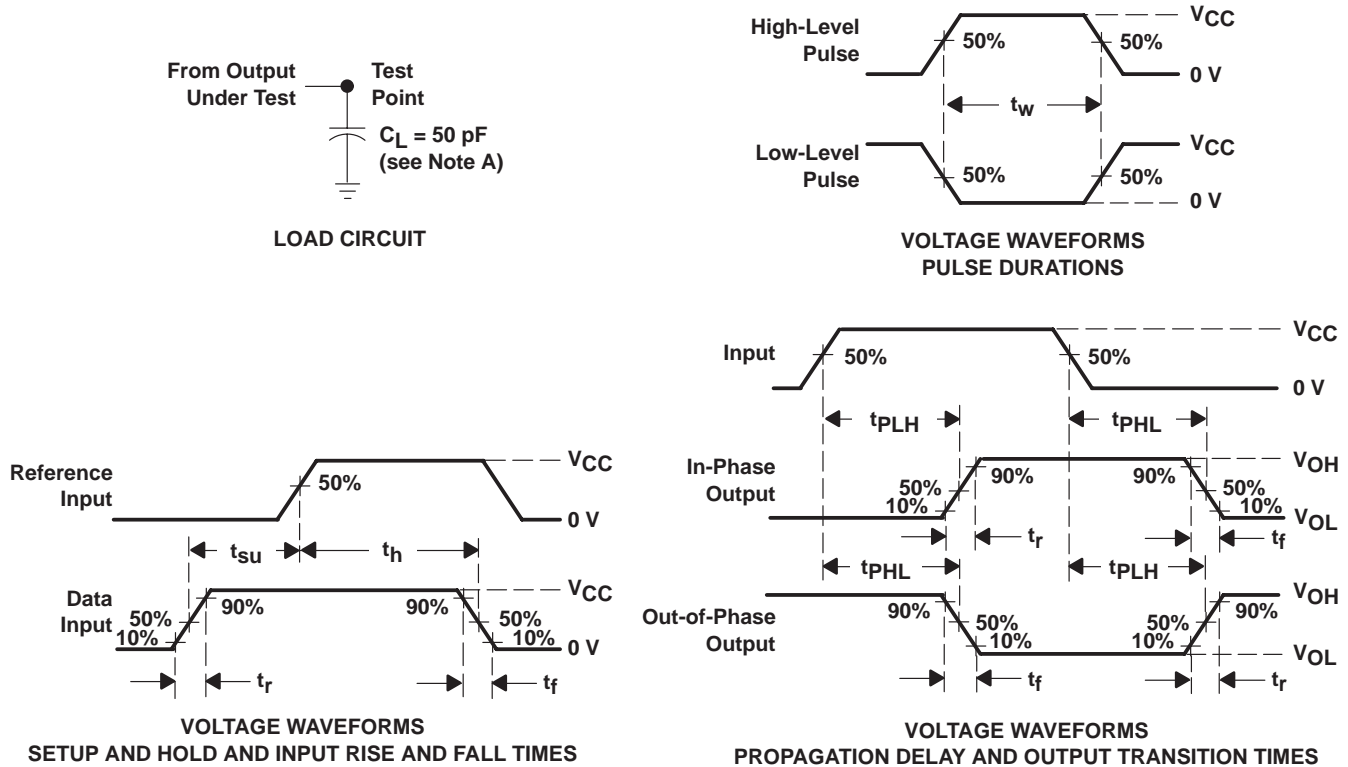 From Output
Under Test
Test
Point
CL = 50 pF
(see Note A)
LOAD CIRCUIT
High-Level
Pulse
50%
50%
VCC
0 V
tw
Low-Level
Pulse
50%
50%
VCC
0 V
VOLTAGE WAVEFORMS
PULSE DURATIONS
Reference
Input
50%
VCC
0 V
tsu
th
Data
Input
50%
10%
90%
90%
50%
10%
VCC
0 V
tr
tf
VOLTAGE WAVEFORMS
SETUP AND HOLD AND INPUT RISE AND FALL TIMES
Input
50%
50%
VCC
0 V
tPLH
tPHL
In-Phase
Output
50%
10%
90%
90%
50%
10%
VOH
VOL
tr
tf
tPHL
tPLH
Out-of-Phase
Output
90%
50%
10%
50%
10%
90%
VOH
VOL
tf
tr
VOLTAGE WAVEFORMS
PROPAGATION DELAY AND OUTPUT TRANSITION TIMES